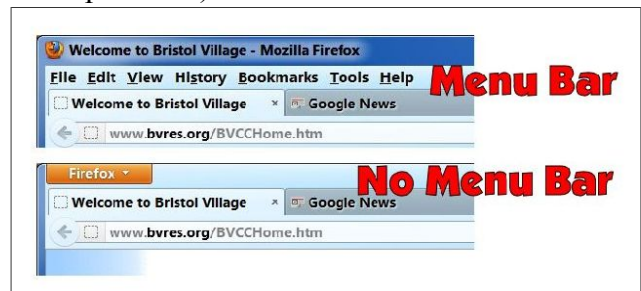 Welcome to Bristol Village - Mozilla Firefox
File Edit View History Bookmarks Tools Help
Menu Bar
Welcome to Bristol Village × Google News
www.bvres.org/BVCCHome.htm
Firefox
No Menu Bar
Welcome to Bristol Village × Google News
www.bvres.org/BVCCHome.htm